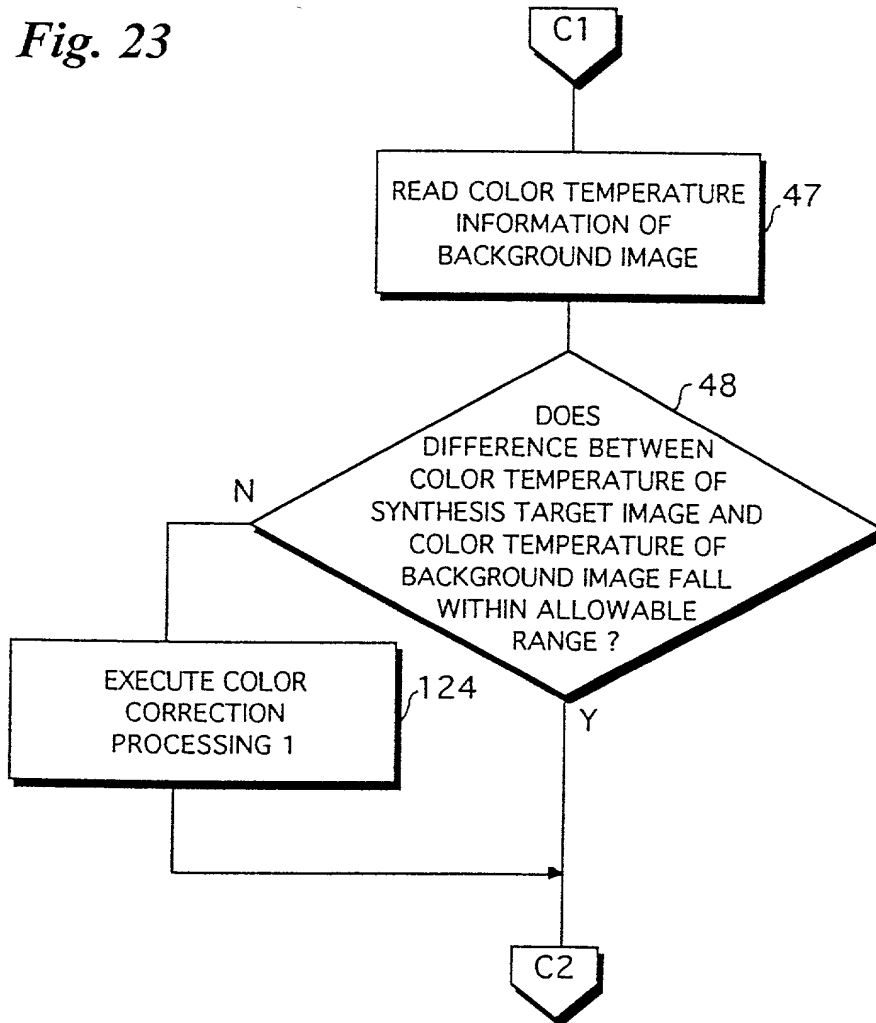 Fig. 23
C1
READ COLOR TEMPERATURE
INFORMATION OF
BACKGROUND IMAGE
47
48
DOES
DIFFERENCE BETWEEN
COLOR TEMPERATURE OF
SYNTHESIS TARGET IMAGE AND
COLOR TEMPERATURE OF
BACKGROUND IMAGE FALL
WITHIN ALLOWABLE
RANGE ?
N
EXECUTE COLOR
CORRECTION
PROCESSING 1
124
Y
C2